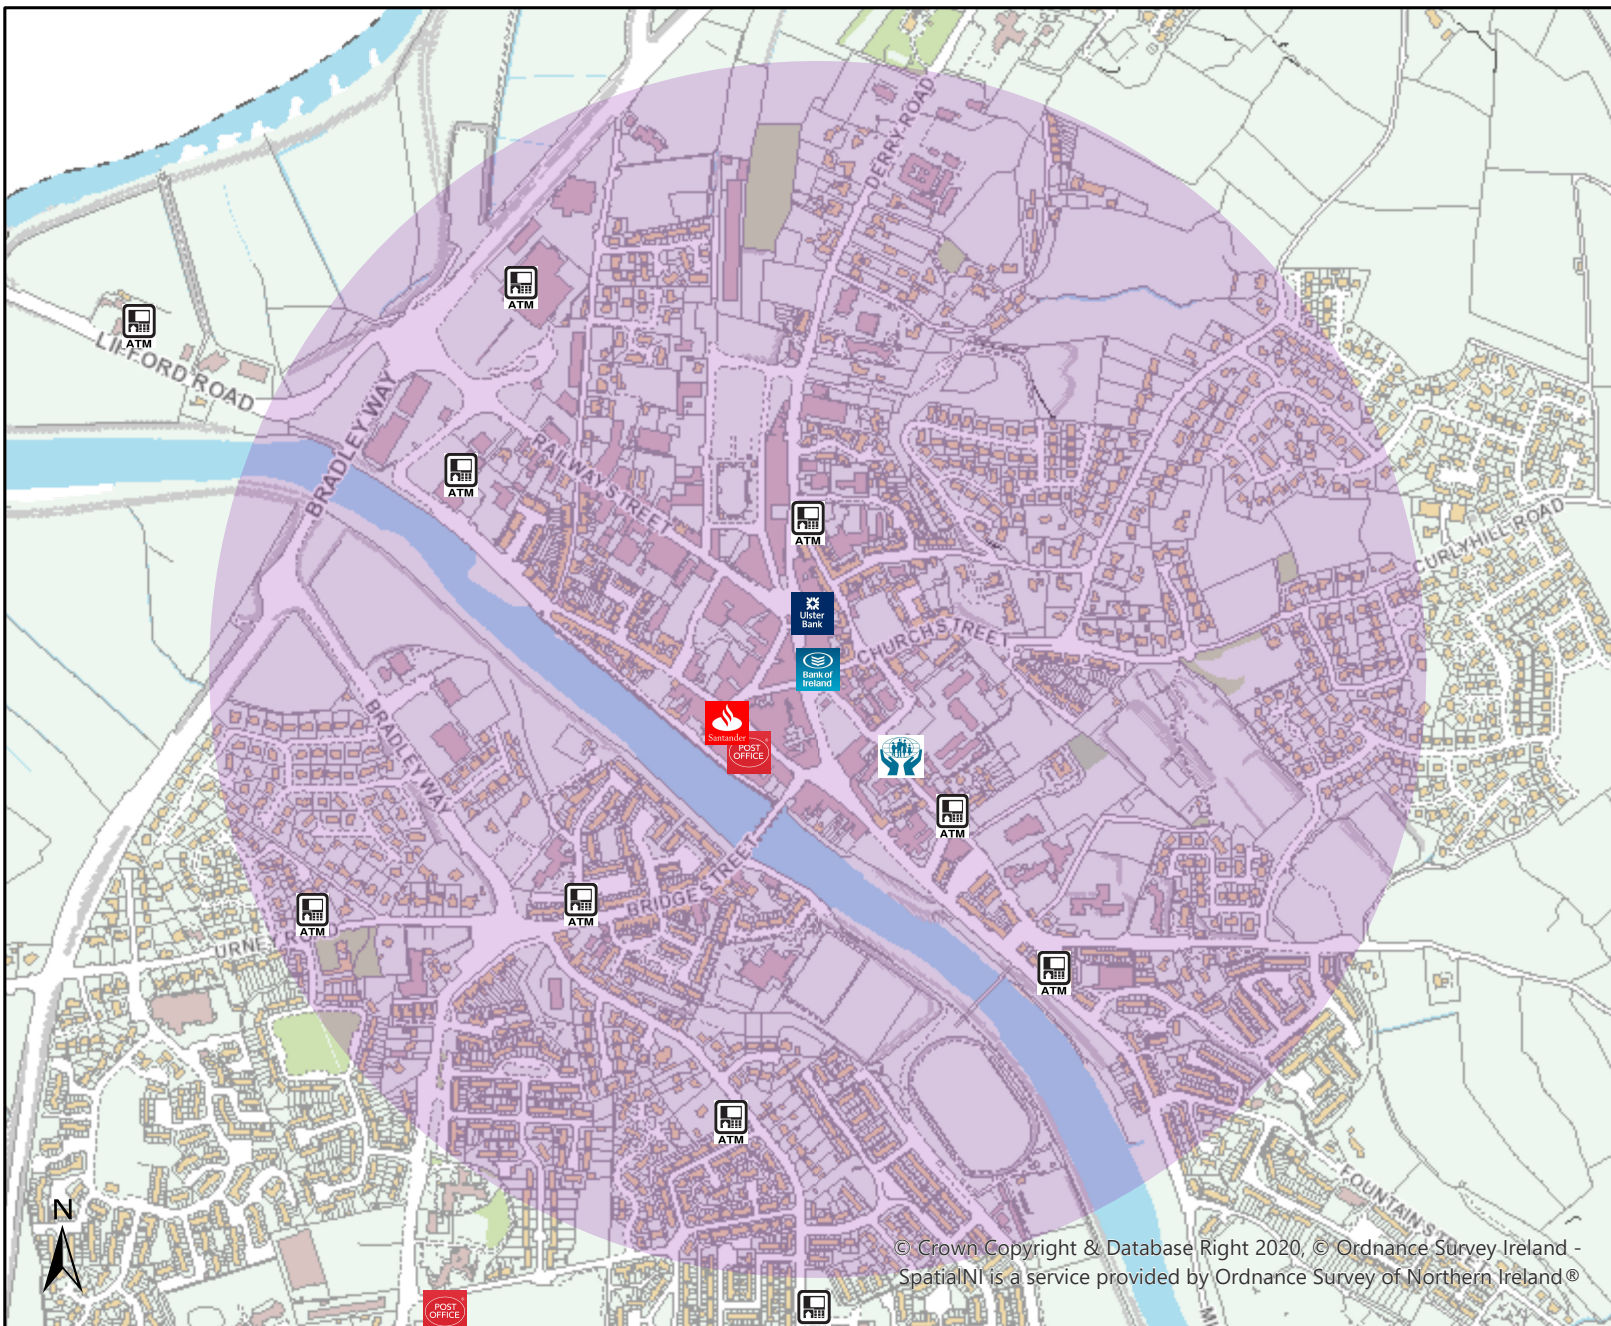 DERRY ROAD
ATM
ATM
LIFFORD ROAD
BRADLEY WAY
RAILWAY STREET
ATM
ATM
CURLYHILL ROAD
Ulster
Bank
CHURCH STREET
Bank of
Ireland
Santander
POST
OFFICE
BRADLEY WAY
ATM
BRIDGE STREET
ATM
ATM
ATM
ATM
N
FOUNTAIN
© Crown Copyright & Database Right 2020, © Ordnance Survey Ireland -
SpatialNI is a service provided by Ordnance Survey of Northern Ireland®
POST
OFFICE